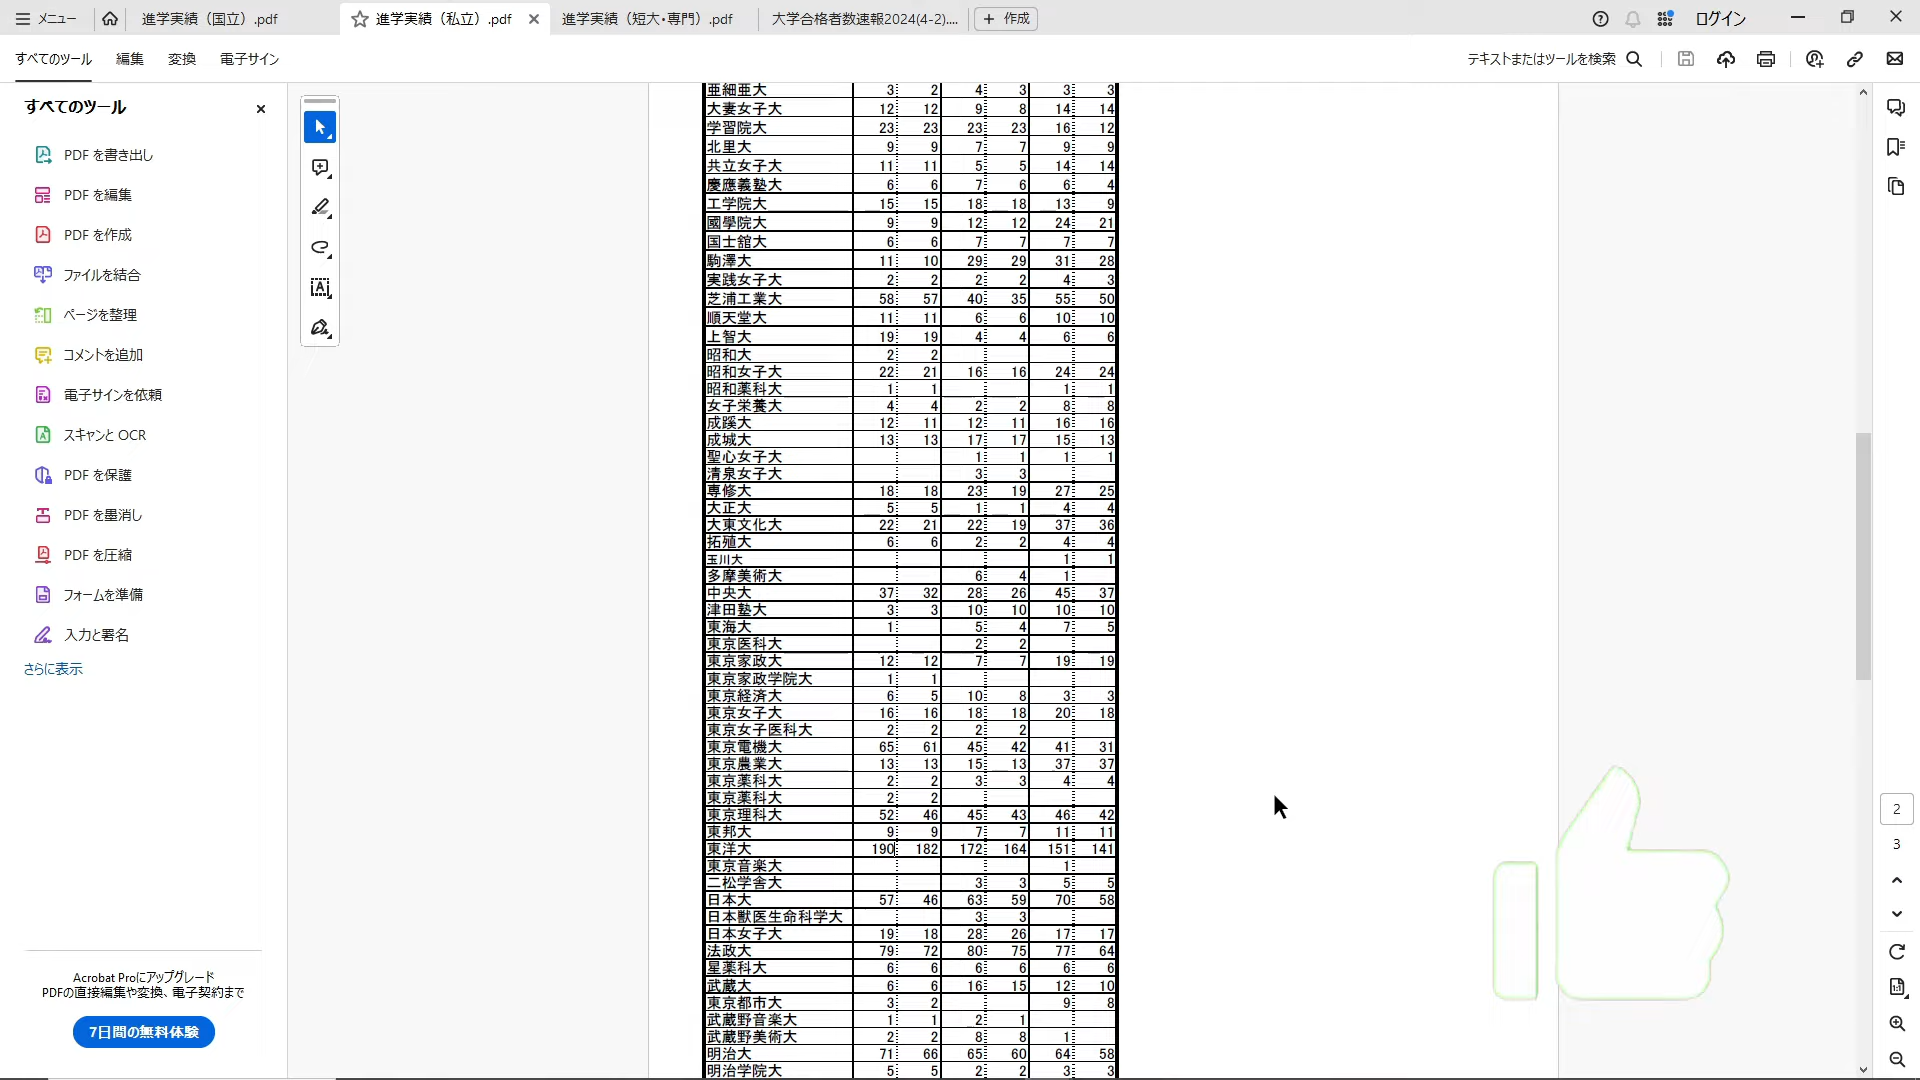 メニュー
進学実績（国立）.pdf
進学実績（私立）.pdf
進学実績（短大・専門）.pdf
大学合格者数速報2024(4-2)....
作成
ログイン
すべてのツール
編集
変換
電子サイン
テキストまたはツールを検索
すべてのツール
PDF を書き出し
PDF を編集
PDF を作成
ファイルを結合
ページを整理
コメントを追加
電子サインを依頼
スキャンと OCR
PDF を保護
PDF を墨消し
PDF を圧縮
フォームを準備
入力と署名
さらに表示
Acrobat Proにアップグレード
PDFの直接編集や変換、電子契約まで
7日間の無料体験
亜細亜大 3 2 4 3 3 3
大妻女子大 12 12 9 8 14 14
学習院大 23 23 23 23 16 12
北里大 9 9 7 7 9 9
共立女子大 11 11 5 5 14 14
慶應義塾大 6 6 7 6 6 4
工学院大 15 15 18 18 13 9
國學院大 9 9 12 12 24 21
国士舘大 6 6 7 7 7 7
駒澤大 11 10 29 29 31 28
実践女子大 2 2 2 2 4 3
芝浦工業大 58 57 40 35 55 50
順天堂大 11 11 6 6 10 10
上智大 19 19 4 4 6 6
昭和大 2 2
昭和女子大 22 21 16 16 24 24
昭和薬科大 1 1 1 1
女子栄養大 4 4 2 2 8 8
成蹊大 12 11 12 11 16 16
成城大 13 13 17 17 15 13
聖心女子大 1 1 1 1
清泉女子大 3 3
専修大 18 18 23 19 27 25
大正大 5 5 1 1 4 4
大東文化大 22 21 22 19 37 36
拓殖大 6 6 2 2 4 4
玉川大 1 1
多摩美術大 6 4 1
中央大 37 32 28 26 45 37
津田塾大 3 3 10 10 10 10
東海大 1 5 4 7 5
東京医科大 2 2
東京家政大 12 12 7 7 19 19
東京家政学院大 1 1
東京経済大 6 5 10 8 3 3
東京女子大 16 16 18 18 20 18
東京女子医科大 2 2 2 2
東京電機大 65 61 45 42 41 31
東京農業大 13 13 15 13 37 37
東京薬科大 2 2 3 3 4 4
東京薬科大 2 2
東京理科大 52 46 45 43 46 42
東邦大 9 9 7 7 11 11
東洋大 190 182 172 164 151 141
東京音楽大 1
二松学舎大 3 3 5 5
日本大 57 46 63 59 70 58
日本獣医生命科学大 3 3
日本女子大 19 18 28 26 17 17
法政大 79 72 80 75 77 64
星薬科大 6 6 6 6 6 6
武蔵大 6 6 16 15 12 10
東京都市大 3 2 9 8
武蔵野音楽大 1 1 2 1
武蔵野美術大 2 2 8 8 1
明治大 71 66 65 60 64 58
明治学院大 5 5 2 2 3 3
2
3